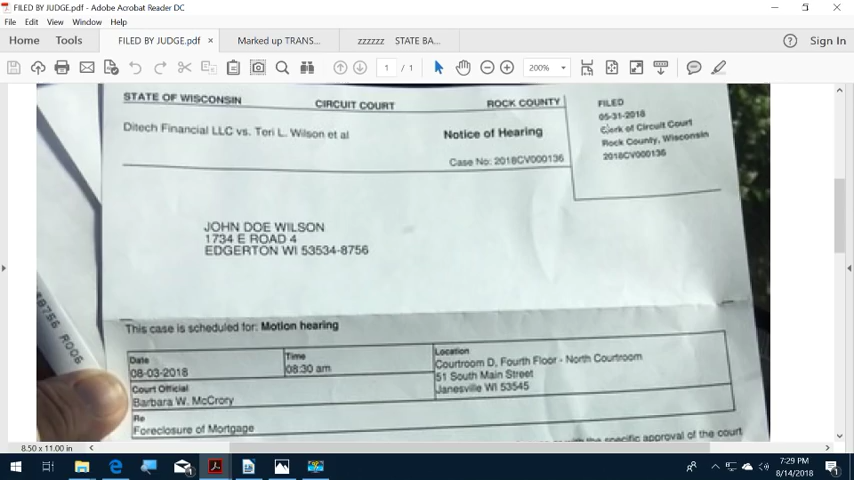 FILED BY JUDGE.pdf - Adobe Acrobat Reader DC
File Edit View Window Help
Home Tools FILED BY JUDGE.pdf × Marked up TRANS... zzzzzz STATE BA... Sign In
1 / 1 200%
STATE OF WISCONSIN CIRCUIT COURT ROCK COUNTY
Ditech Financial LLC vs. Teri L. Wilson et al
Notice of Hearing
Case No: 2018CV000136
FILED
05-31-2018
Clerk of Circuit Court
Rock County, Wisconsin
2018CV000136
JOHN DOE WILSON
1734 E ROAD 4
EDGERTON WI 53534-8756
This case is scheduled for: Motion hearing
Date
08-03-2018
Time
08:30 am
Location
Courtroom D, Fourth Floor - North Courtroom
51 South Main Street
Janesville WI 53545
Court Official
Barbara W. McCrory
Re
Foreclosure of Mortgage
with the specific approval of the court
8.50 x 11.00 in
7:29 PM
8/14/2018